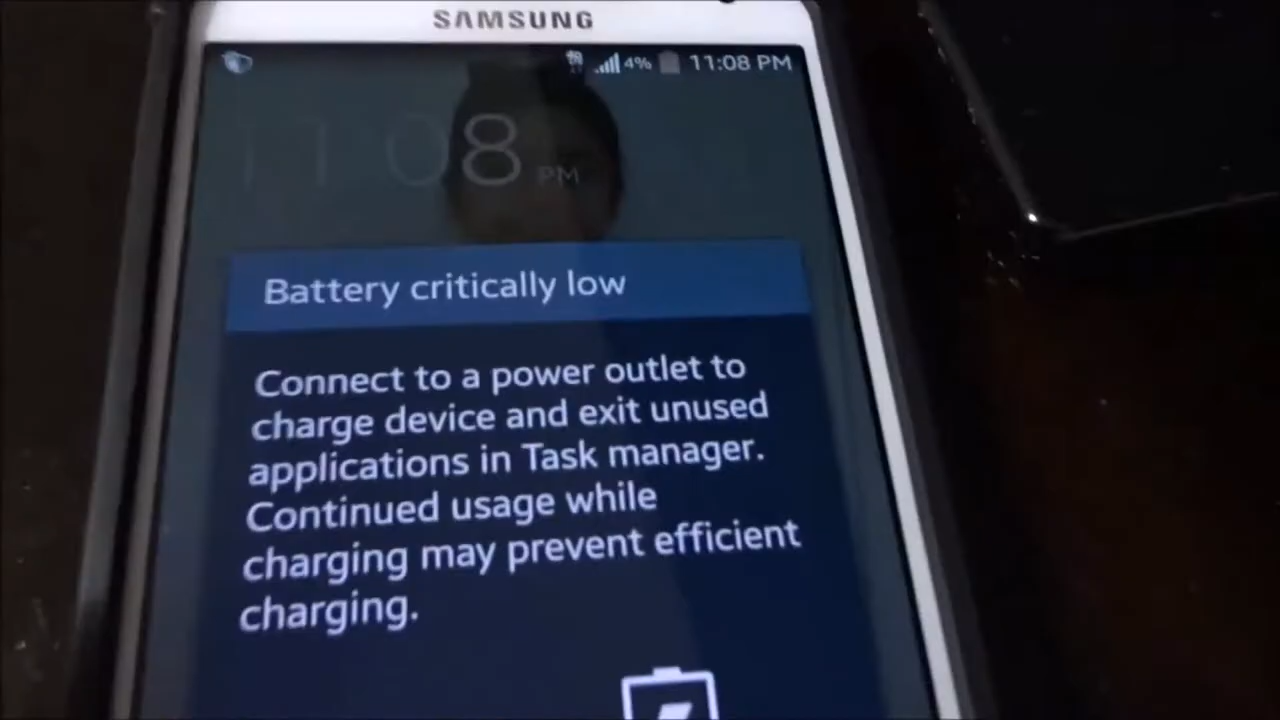 SAMSUNG
4% 11:08 PM
11 08 PM
Battery critically low
Connect to a power outlet to
charge device and exit unused
applications in Task manager.
Continued usage while
charging may prevent efficient
charging.